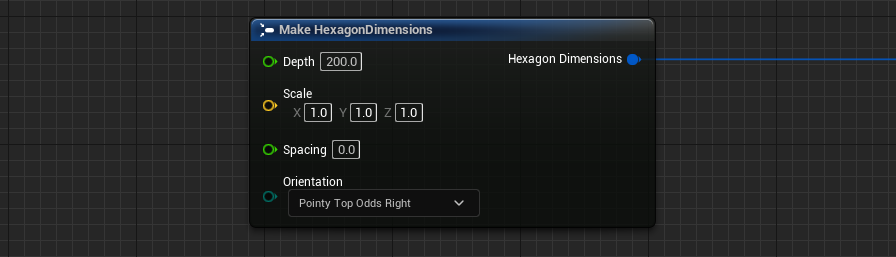 Make HexagonDimensions
Depth 200.0
Hexagon Dimensions
Scale
X 1.0 Y 1.0 Z 1.0
Spacing 0.0
Orientation
Pointy Top Odds Right